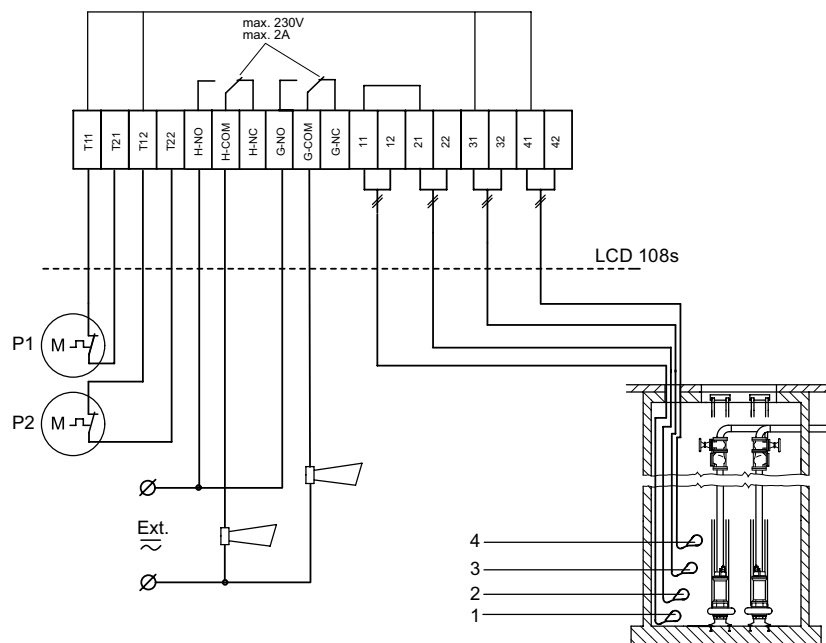 max. 230V
max. 2A
T11 T21 T12 T22 H-NO H-COM H-NC G-NO G-COM G-NC 11 12 21 22 31 32 41 42
LCD 108s
P1 M
P2 M
Ext.
4
3
2
1